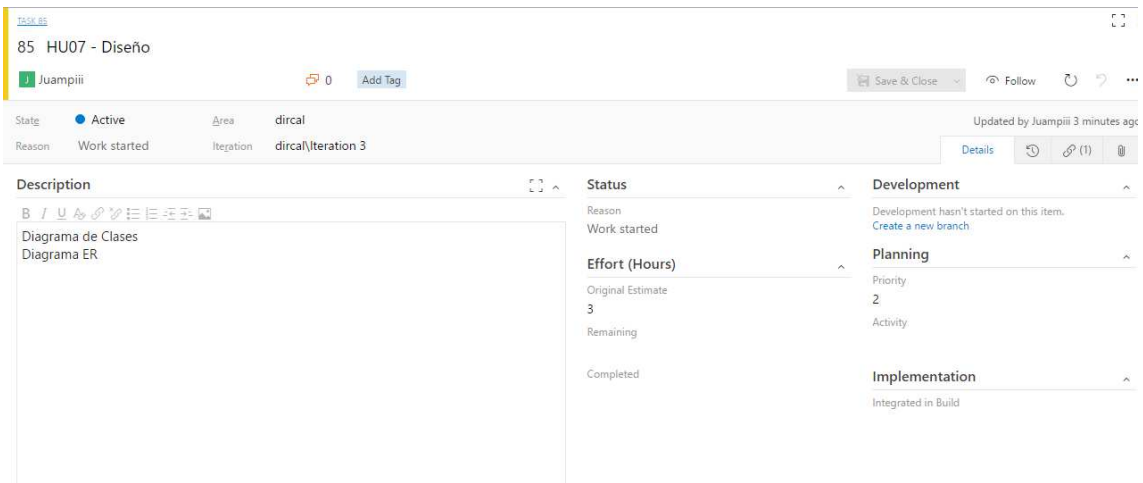 TASK 85
85 HU07 - Diseño
J Juampiii 0 Add Tag Save & Close Follow
State Active Area dircal Updated by Juampiii 3 minutes ago
Reason Work started Iteration dircal\Iteration 3
Details (1)
Description Status Development
Reason Development hasn't started on this item.
B I U Work started Create a new branch
Diagrama de Clases
Diagrama ER Effort (Hours) Planning
Original Estimate Priority
3 2
Remaining Activity
Completed Implementation
Integrated in Build